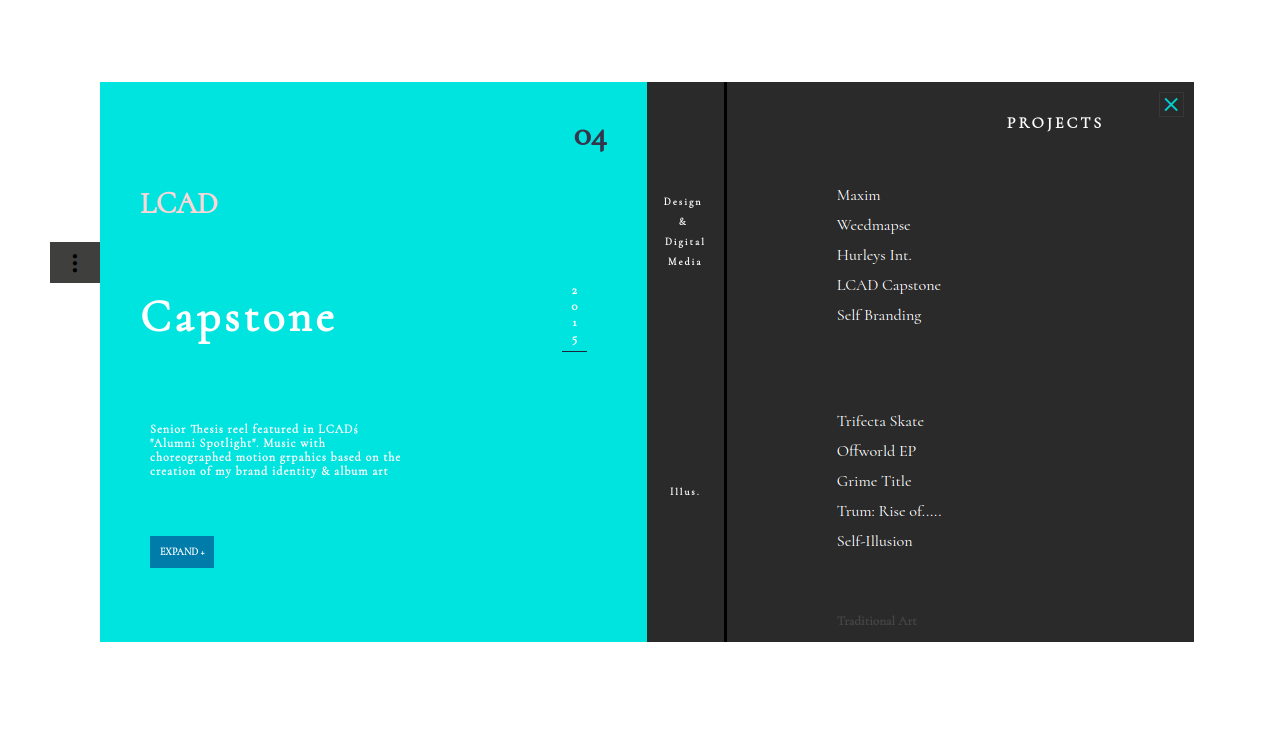 04
LCAD
Capstone
2
0
1
5
Senior Thesis reel featured in LCADś
"Alumni Spotlight". Music with
choreographed motion grpahics based on the
creation of my brand identity & album art
EXPAND +
Design
&
Digital
Media
Illus.
PROJECTS
Maxim
Weedmapse
Hurleys Int.
LCAD Capstone
Self Branding
Trifecta Skate
Offworld EP
Grime Title
Trum: Rise of.....
Self-Illusion
Traditional Art